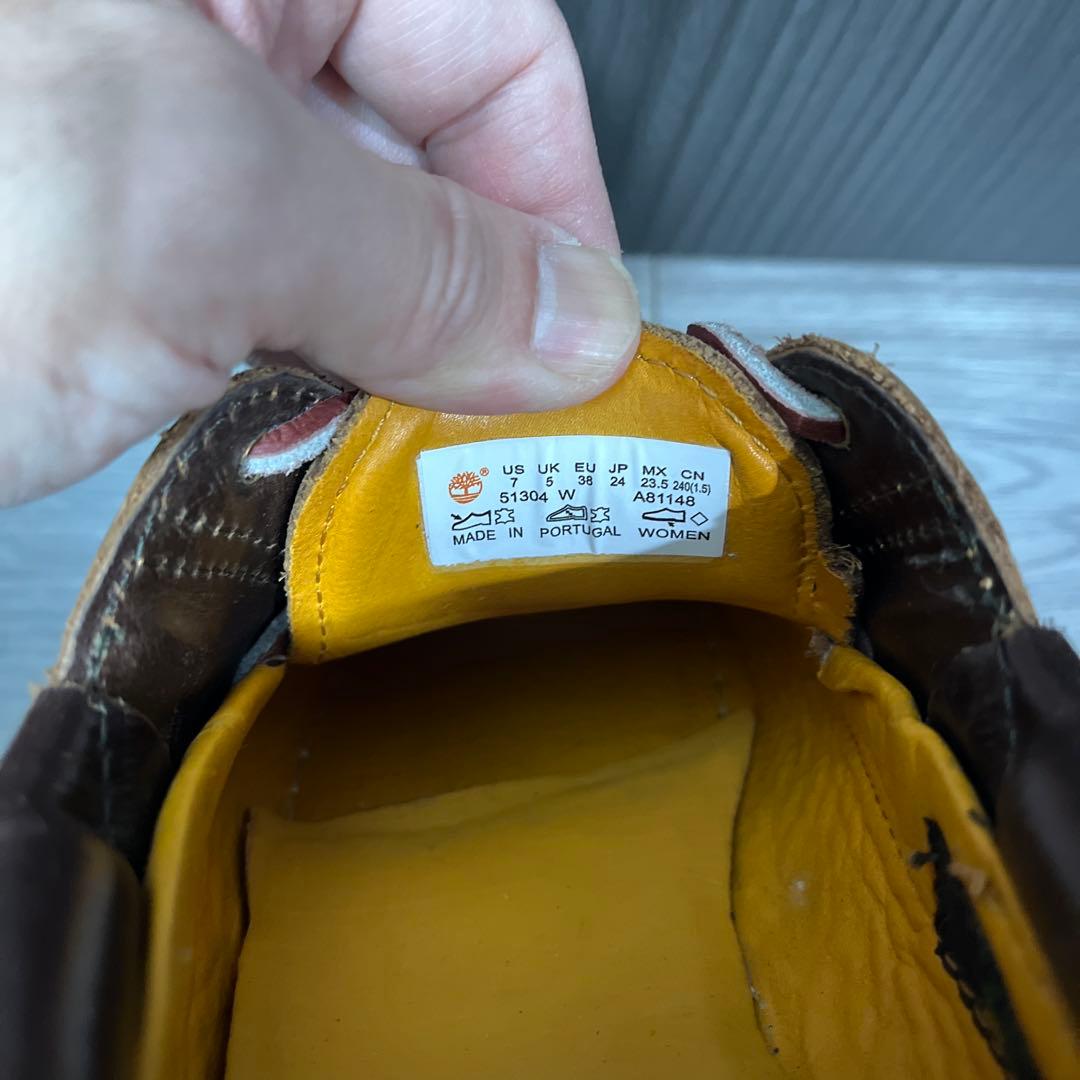 ® US UK EU JP MX CN
7 5 38 24 23.5 240(1.5)
51304 W A81148
MADE IN PORTUGAL WOMEN